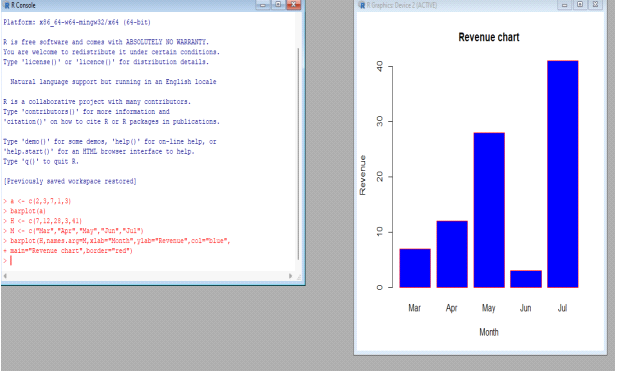 R Console
Platform: x86_64-w64-mingw32/x64 (64-bit)
R is free software and comes with ABSOLUTELY NO WARRANTY.
You are welcome to redistribute it under certain conditions.
Type 'license()' or 'licence()' for distribution details.
Natural language support but running in an English locale
R is a collaborative project with many contributors.
Type 'contributors()' for more information and
'citation()' on how to cite R or R packages in publications.
Type 'demo()' for some demos, 'help()' for on-line help, or
'help.start()' for an HTML browser interface to help.
Type 'q()' to quit R.
[Previously saved workspace restored]
> a <- c(2,3,7,1,3)
> barplot(a)
> H <- c(7,12,28,3,41)
> M <- c("Mar","Apr","May","Jun","Jul")
> barplot(H,names.arg=M,xlab="Month",ylab="Revenue",col="blue",
+ main="Revenue chart",border="red")
>
R Graphics: Device 2 (ACTIVE)
Revenue chart
Revenue
40
30
20
10
0
Mar Apr May Jun Jul
Month